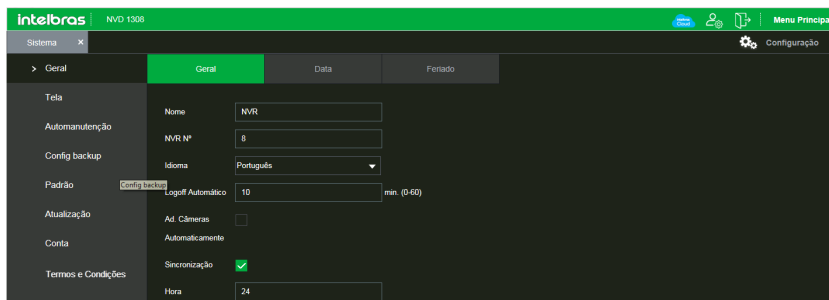 intelbras NVD 1308 Menu Principa
Sistema × Configuração
> Geral Geral Data Feriado
Tela
Nome NVR
Automanutenção
NVR Nº 8
Config backup
Idioma Português
Padrão Config backup
Logoff Automático 10 min. (0-60)
Atualização
Ad. Câmeras
Automaticamente
Conta
Sincronização
Termos e Condições
Hora 24